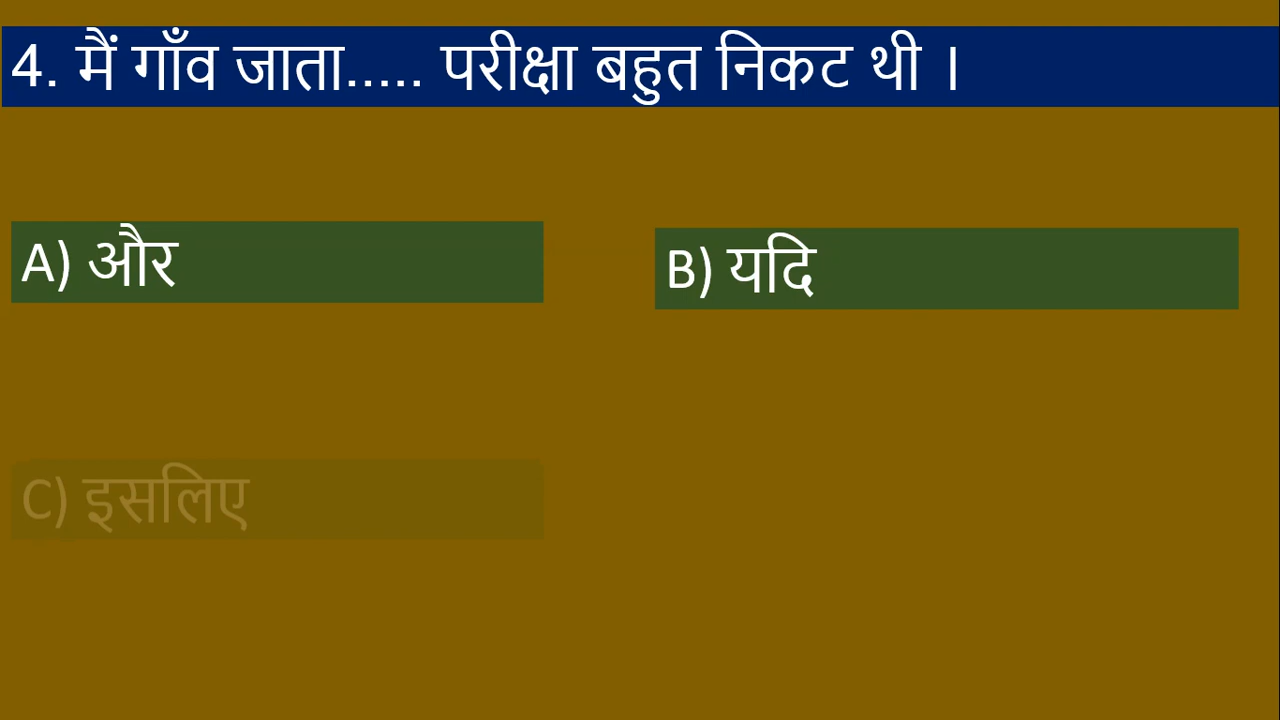 4. मैं गाँव जाता..... परीक्षा बहुत निकट थी ।
A) और
B) यदि
C) इसलिए